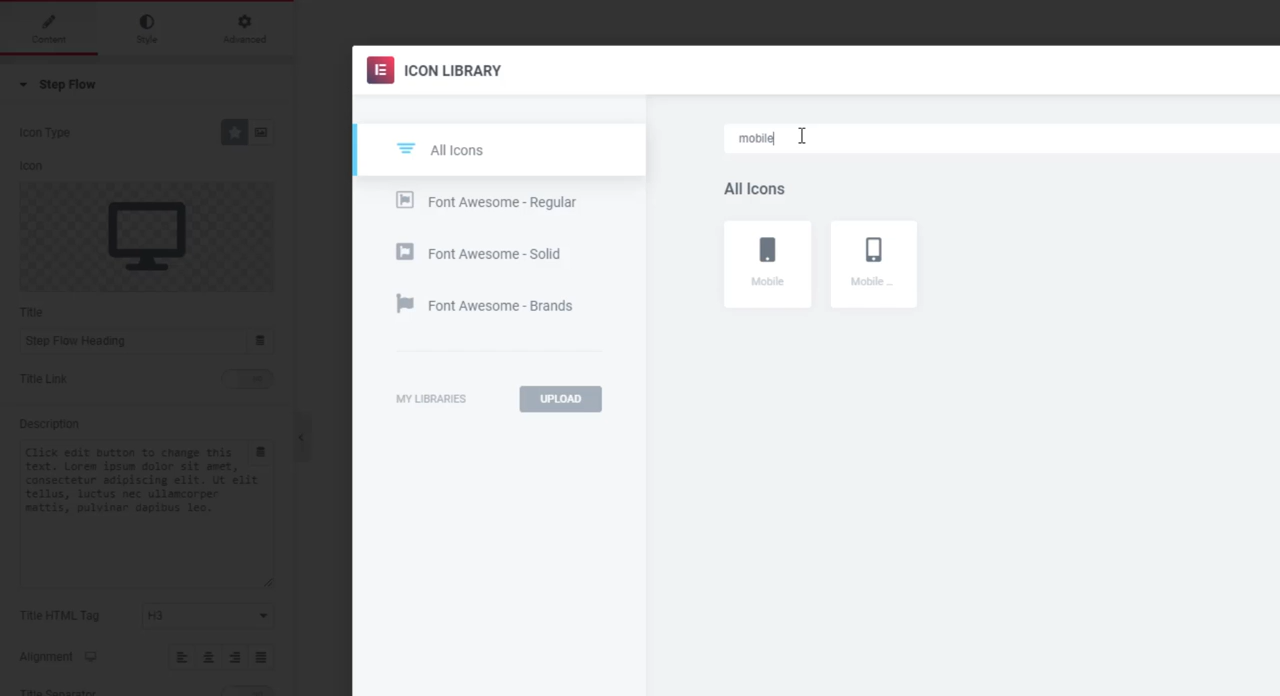 Content Style Advanced
Step Flow
Icon Type
Icon
Title
Step Flow Heading
Title Link
Description
Click edit button to change this
text. Lorem ipsum dolor sit amet,
consectetur adipiscing elit. Ut elit
tellus, luctus nec ullamcorper
mattis, pulvinar dapibus leo.
Title HTML Tag H3
Alignment
Title Separator
ICON LIBRARY
All Icons
Font Awesome - Regular
Font Awesome - Solid
Font Awesome - Brands
MY LIBRARIES UPLOAD
mobile
All Icons
Mobile Mobile ...